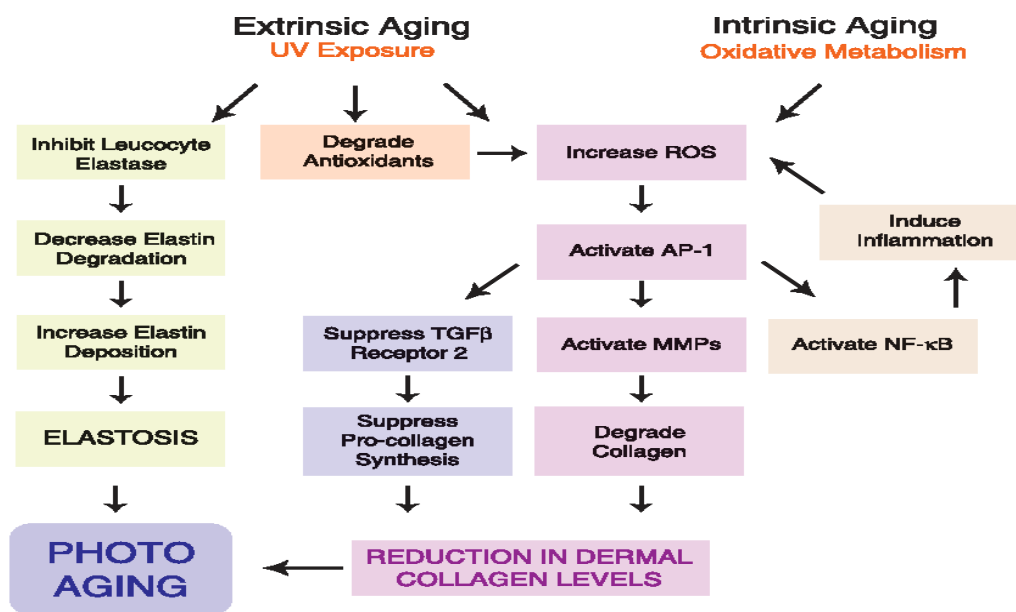 Extrinsic Aging
UV Exposure
Intrinsic Aging
Oxidative Metabolism
Inhibit Leucocyte
Elastase
Degrade
Antioxidants
Increase ROS
Induce
Inflammation
Decrease Elastin
Degradation
Activate AP-1
Increase Elastin
Deposition
Suppress TGFβ
Receptor 2
Activate MMPs
Activate NF-κB
ELASTOSIS
Suppress
Pro-collagen
Synthesis
Degrade
Collagen
PHOTO
AGING
REDUCTION IN DERMAL
COLLAGEN LEVELS